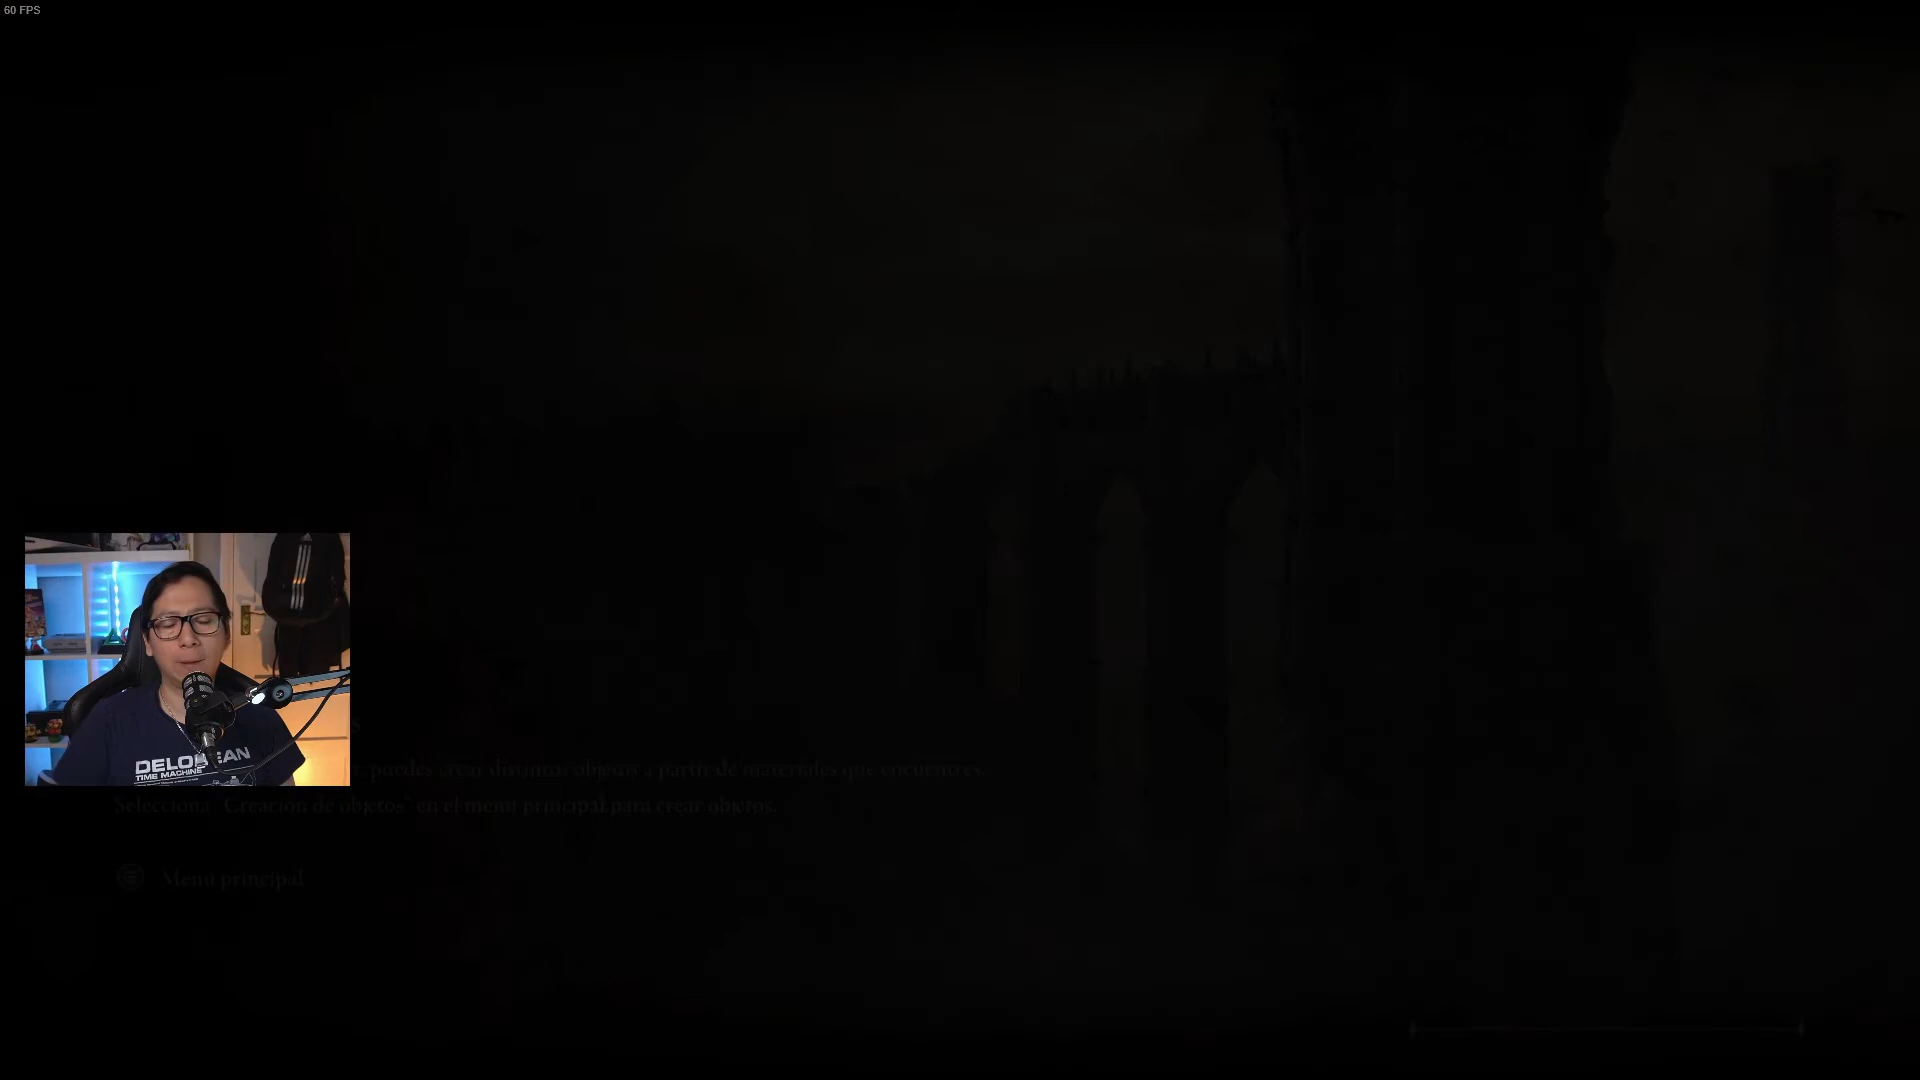 60 FPS
DELOREAN
TIME MACHINE
puedes crear distintos objetos a partir de materiales que encuentres.
Selecciona "Creación de objetos" en el menú principal para crear objetos.
Menú principal